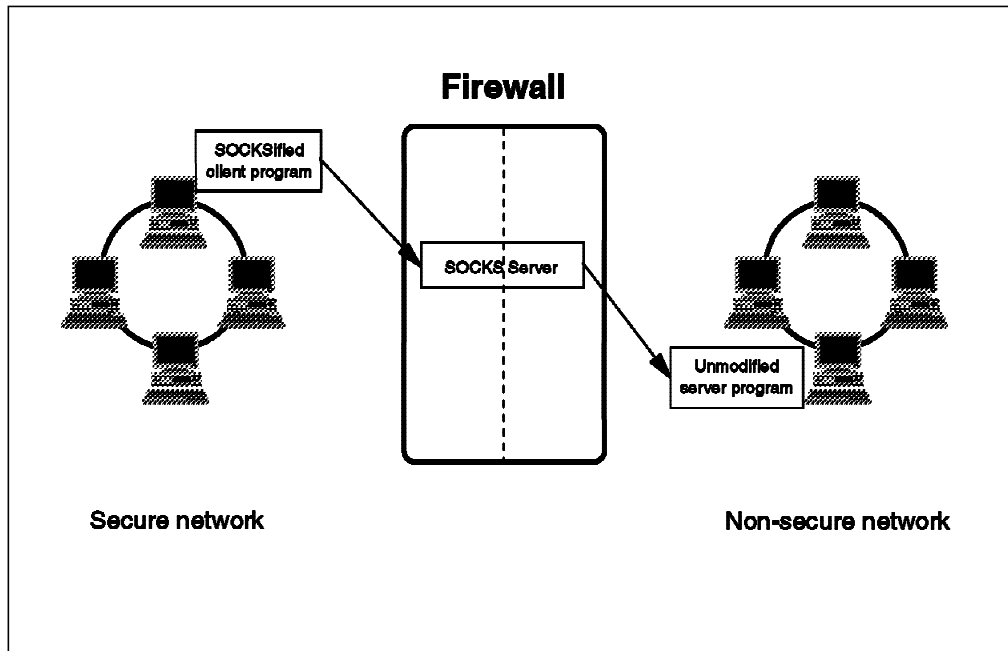 Firewall
SOCKSified
client program
SOCKS Server
Unmodified
server program
Secure network
Non-secure network